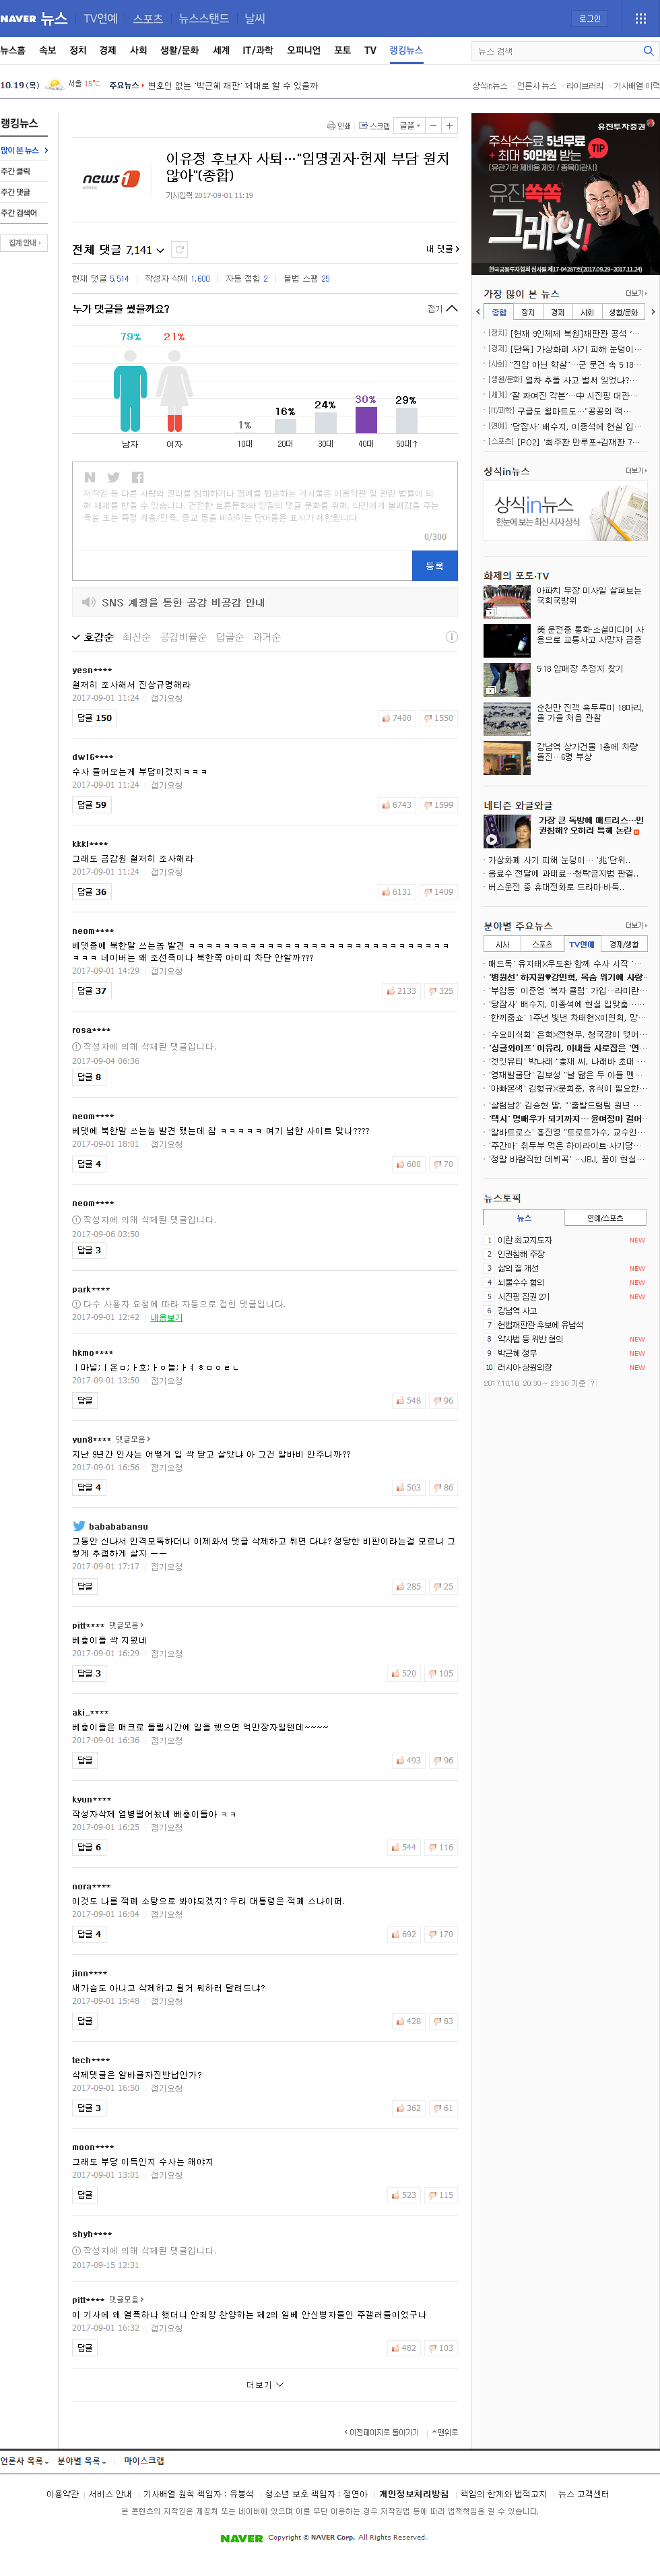 NAVER 뉴스 TV연예 스포츠 뉴스스탠드 날씨 로그인
뉴스홈 속보 정치 경제 사회 생활/문화 세계 IT/과학 오피니언 포토 TV 랭킹뉴스 뉴스 검색
10.19(목) 서울 15°C 주요뉴스 변호인 없는 '박근혜 재판' 제대로 할 수 있을까 상식in뉴스 · 언론사 뉴스 · 라이브러리 · 기사배열 이력
랭킹뉴스
많이 본 뉴스
주간 클릭
주간 댓글
주간 검색어
집계 안내
인쇄 스크랩 글꼴 − +
news1
KOREA
이유정 후보자 사퇴…"임명권자·헌재 부담 원치
않아"(종합)
기사입력 2017-09-01 11:19
전체 댓글 7,141
내 댓글
현재 댓글 5,514 작성자 삭제 1,600 자동 접힘 2 불법 스팸 25
누가 댓글을 썼을까요?
접기
79% 21%
1% 16% 24% 30% 29%
남자 여자 10대 20대 30대 40대 50대↑
저작권 등 다른 사람의 권리를 침해하거나 명예를 훼손하는 게시물은 이용약관 및 관련 법률에 의
해 제재를 받을 수 있습니다. 건전한 토론문화와 양질의 댓글 문화를 위해, 타인에게 불쾌감을 주는
욕설 또는 특정 계층/민족, 종교 등을 비하하는 단어들은 표시가 제한됩니다.
0/300
등록
SNS 계정을 통한 공감 비공감 안내
호감순 최신순 공감비율순 답글순 과거순
yesn****
철저히 조사해서 진상규명해라
2017-09-01 11:24 접기요청
답글 150 7400 1550
dw16****
수사 들어오는게 부담이겠지ㅋㅋㅋ
2017-09-01 11:24 접기요청
답글 59 6743 1599
kkkl****
그래도 금감원 철저히 조사해라
2017-09-01 11:24 접기요청
답글 36 6131 1409
neom****
베댓중에 북한말 쓰는놈 발견 ㅋㅋㅋㅋㅋㅋㅋㅋㅋㅋㅋㅋㅋㅋㅋㅋㅋㅋㅋㅋㅋㅋㅋㅋㅋㅋㅋㅋㅋㅋ
ㅋㅋㅋ 네이버는 왜 조선족이나 북한쪽 아이피 차단 안할까???
2017-09-01 14:29 접기요청
답글 37 2133 325
rosa****
작성자에 의해 삭제된 댓글입니다.
2017-09-04 06:36
답글 8
neom****
베댓에 북한말 쓰는놈 발견 됐는데 참 ㅋㅋㅋㅋㅋ 여기 남한 사이트 맞나????
2017-09-01 18:01 접기요청
답글 4 600 70
neom****
작성자에 의해 삭제된 댓글입니다.
2017-09-06 03:50
답글 3
park****
다수 사용자 요청에 따라 자동으로 접힌 댓글입니다.
2017-09-01 12:42 내용보기
hkmo****
2017-09-01 13:50 접기요청
답글 548 96
yun8**** 댓글모음
지난 9년간 인사는 어떻게 입 싹 닫고 살았냐 아 그건 알바비 안주니까??
2017-09-01 16:56 접기요청
답글 4 503 86
babababangu
그동안 신나서 인격모독하더니 이제와서 댓글 삭제하고 튀면 다냐? 정당한 비판이라는걸 모르니 그
렇게 추접하게 살지 ㅡㅡ
2017-09-01 17:17 접기요청
답글 285 25
pitt**** 댓글모음
베충이들 싹 지웠네
2017-09-01 16:29 접기요청
답글 3 520 105
aki_****
베충이들은 매크로 돌릴시간에 일을 했으면 억만장자일텐데~~~~
2017-09-01 16:36 접기요청
답글 493 96
kyun****
작성자삭제 염병떨어놨네 베충이들아 ㅋㅋ
2017-09-01 16:25 접기요청
답글 6 544 116
nora****
이것도 나름 적폐 소탕으로 봐야되겠지? 우리 대통령은 적폐 스나이퍼.
2017-09-01 16:04 접기요청
답글 4 692 170
jinn****
새가슴도 아니고 삭제하고 튈거 뭐하러 달려드냐?
2017-09-01 15:48 접기요청
답글 428 83
tech****
삭제댓글은 알바글자진반납인가?
2017-09-01 16:50 접기요청
답글 3 362 61
moon****
그래도 부당 이득인지 수사는 해야지
2017-09-01 13:01 접기요청
답글 523 115
shyh****
작성자에 의해 삭제된 댓글입니다.
2017-09-15 12:31
pitt**** 댓글모음
이 기사에 왜 열폭하나 했더니 안죄앙 찬양하는 제2의 일베 안신병자들인 주갤러들이었구나
2017-09-01 16:32 접기요청
답글 482 103
더보기
이전페이지로 돌아가기 맨위로
유진투자증권
주식수수료 5년무료
+ 최대 50만원 받는 TIP
(유관기관 제비용 제외 / 종목이관시)
유진쏙쏙
그레잇!
한국금융투자협회 심사필 제17-04287호(2017.09.29~2017.11.24)
가장 많이 본 뉴스 더보기
종합 정치 경제 사회 생활/문화
[정치] [헌재 9인체제 복원]재판관 공석 '…
[경제] [단독] 가상화폐 사기 피해 눈덩이…
[사회] "진압 아닌 학살"…군 문건 속 5·18…
[생활/문화] 열차 추돌 사고 벌써 잊었나?…
[세계] '잘 짜여진 각본'…中 시진핑 대관…
[IT/과학] 구글도 월마트도…"공공의 적…
[연예] '당잠사' 배수지, 이종석에 현실 입…
[스포츠] [PO2] '최주환 만루포+김재환 7…
상식in뉴스 더보기
상식in뉴스
한눈에 보는 최신 시사상식
화제의 포토·TV
아파치 무장 미사일 살펴보는
국회국방위
美 운전중 통화·소셜미디어 사
용으로 교통사고 사망자 급증
5·18 암매장 추정지 찾기
순천만 진객 흑두루미 18마리,
올 가을 처음 관찰
강남역 상가건물 1층에 차량
돌진…6명 부상
네티즌 와글와글
가장 큰 독방에 매트리스…인
권침해? 오히려 특혜 논란
가상화폐 사기 피해 눈덩이… '兆'단위..
음료수 전달에 과태료…청탁금지법 판결..
버스운전 중 휴대전화로 드라마·바둑..
분야별 주요뉴스 더보기
시사 스포츠 TV연예 경제/생활
매드독' 유지태X우도환 함께 수사 시작 '…
'병원선' 하지원♥강민혁, 목숨 위기에 사랑…
'부암동' 이준영 '복자 클럽' 가입…라미란…
'당잠사' 배수지, 이종석에 현실 입맞춤……
'한끼줍쇼' 1주년 빛낸 차태현X이연희, 망…
'수요미식회' 은혁X전현무, 청국장이 맺어…
'싱글와이프' 이유리, 아내들 사로잡은 '연…
'겟잇뷰티' 박나래 "충재 씨, 나래바 초대 …
'영재발굴단' 김보성 "날 닮은 두 아들 멘…
'아빠본색' 김형규X문희준, 휴식이 필요한…
'살림남2' 김승현 딸, "'출발드림팀 원년 …
'택시' 명배우가 되기까지… 윤여정이 걸어…
'알바트로스' 홍진영 "트로트가수, 교수인…
'주간아' 취두부 먹은 하이라이트·사기당…
'정말 바람직한 데뷔곡' …JBJ, 꿈이 현실…
뉴스토픽
뉴스 연예/스포츠
1 이란 최고지도자 NEW
2 인권침해 주장
3 삶의 질 개선 NEW
4 뇌물수수 혐의 NEW
5 시진핑 집권 2기 NEW
6 강남역 사고
7 헌법재판관 후보에 유남석
8 약사법 등 위반 혐의 NEW
9 박근혜 정부 NEW
10 러시아 상원의장 NEW
2017.10.18. 20:30 ~ 23:30 기준 ?
언론사 목록 분야별 목록 마이스크랩
이용약관 서비스 안내 기사배열 원칙 책임자 : 유봉석 청소년 보호 책임자 : 정연아 개인정보처리방침 책임의 한계와 법적고지 뉴스 고객센터
본 콘텐츠의 저작권은 제공처 또는 네이버에 있으며 이를 무단 이용하는 경우 저작권법 등에 따라 법적책임을 질 수 있습니다.
NAVER Copyright © NAVER Corp. All Rights Reserved.